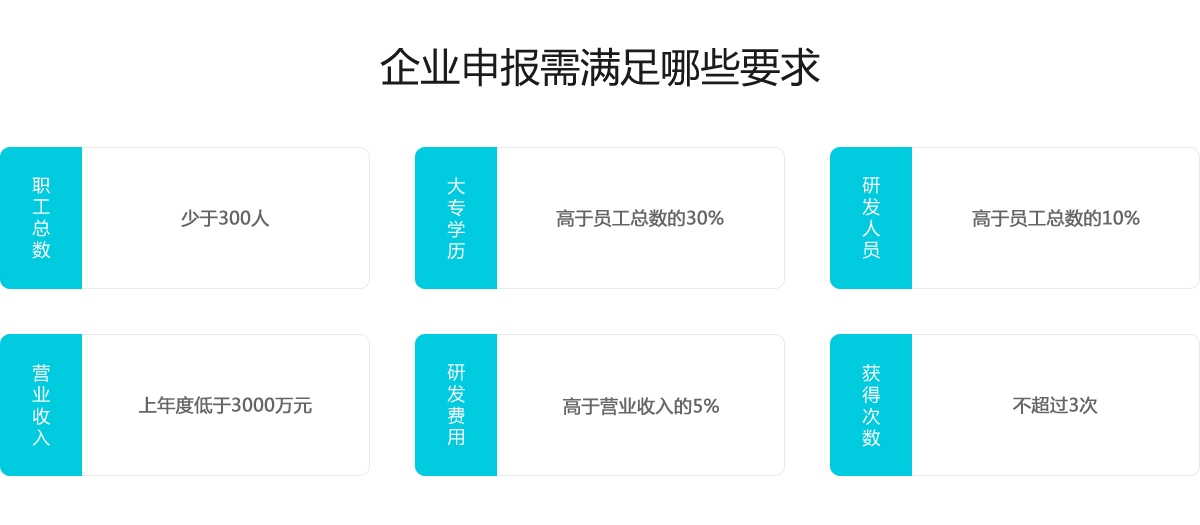 企业申报需满足哪些要求
职工总数
少于300人
大专学历
高于员工总数的30%
研发人员
高于员工总数的10%
营业收入
上年度低于3000万元
研发费用
高于营业收入的5%
获得次数
不超过3次